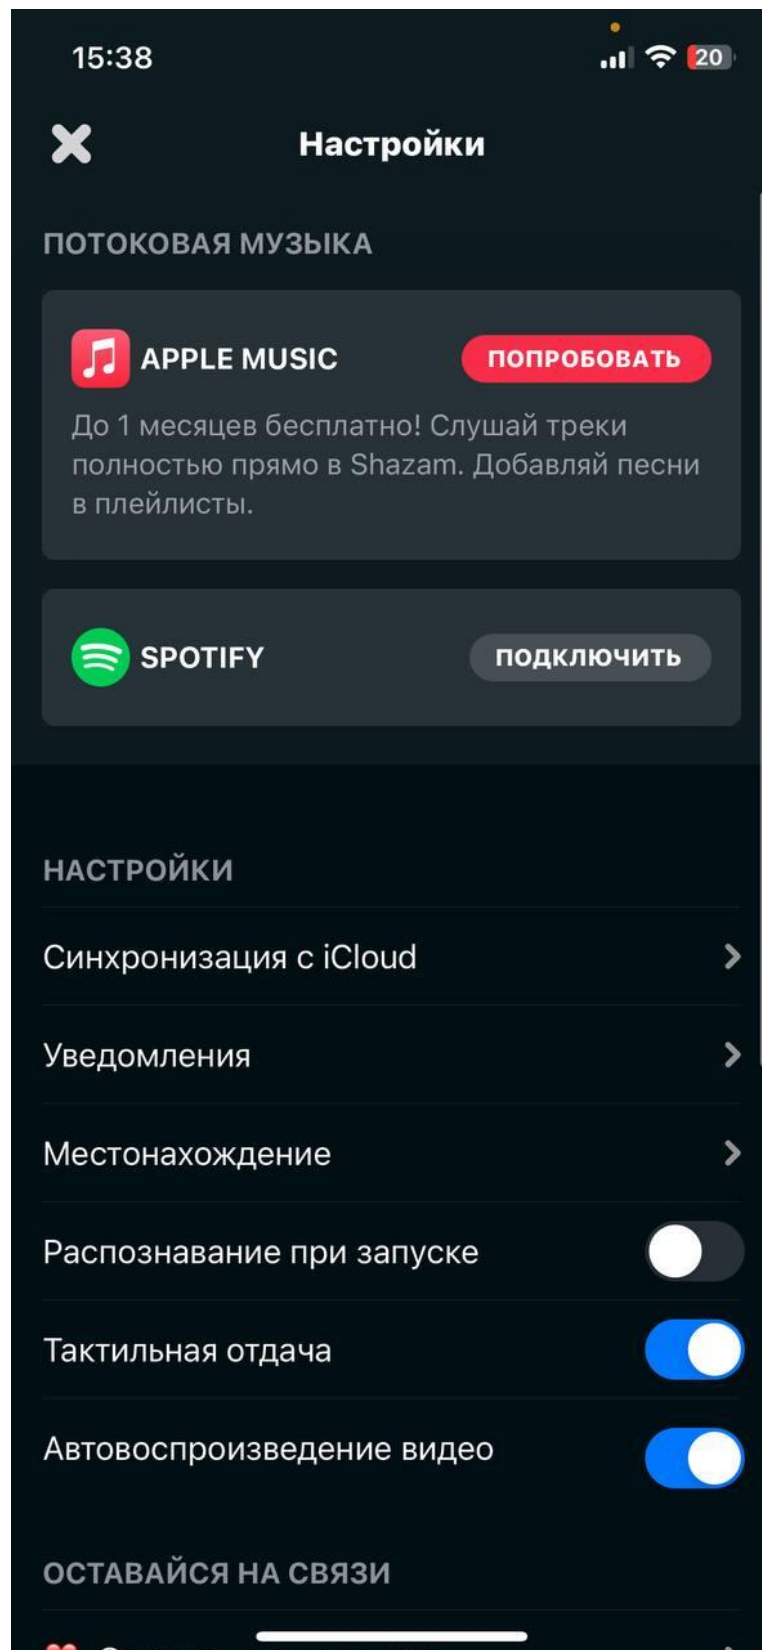 15:38
20
Настройки
ПОТОКОВАЯ МУЗЫКА
APPLE MUSIC
ПОПРОБОВАТЬ
До 1 месяцев бесплатно! Слушай треки
полностью прямо в Shazam. Добавляй песни
в плейлисты.
SPOTIFY
ПОДКЛЮЧИТЬ
НАСТРОЙКИ
Синхронизация с iCloud
Уведомления
Местонахождение
Распознавание при запуске
Тактильная отдача
Автовоспроизведение видео
ОСТАВАЙСЯ НА СВЯЗИ